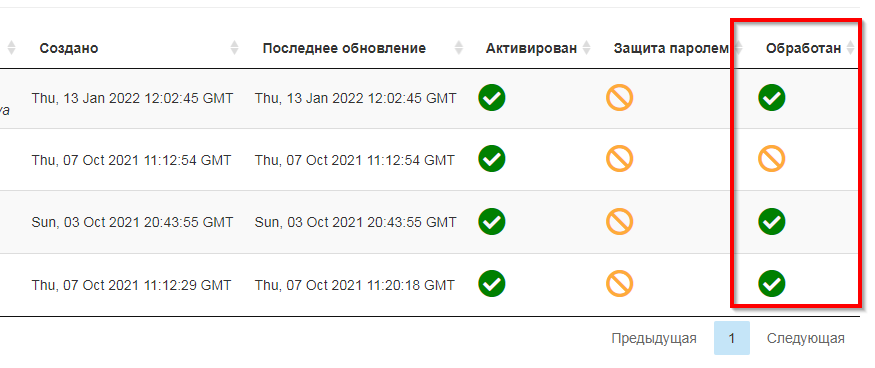 Создано Последнее обновление Активирован Защита паролем Обработан
Thu, 13 Jan 2022 12:02:45 GMT Thu, 13 Jan 2022 12:02:45 GMT
Thu, 07 Oct 2021 11:12:54 GMT Thu, 07 Oct 2021 11:12:54 GMT
Sun, 03 Oct 2021 20:43:55 GMT Sun, 03 Oct 2021 20:43:55 GMT
Thu, 07 Oct 2021 11:12:29 GMT Thu, 07 Oct 2021 11:20:18 GMT
Предыдущая 1 Следующая